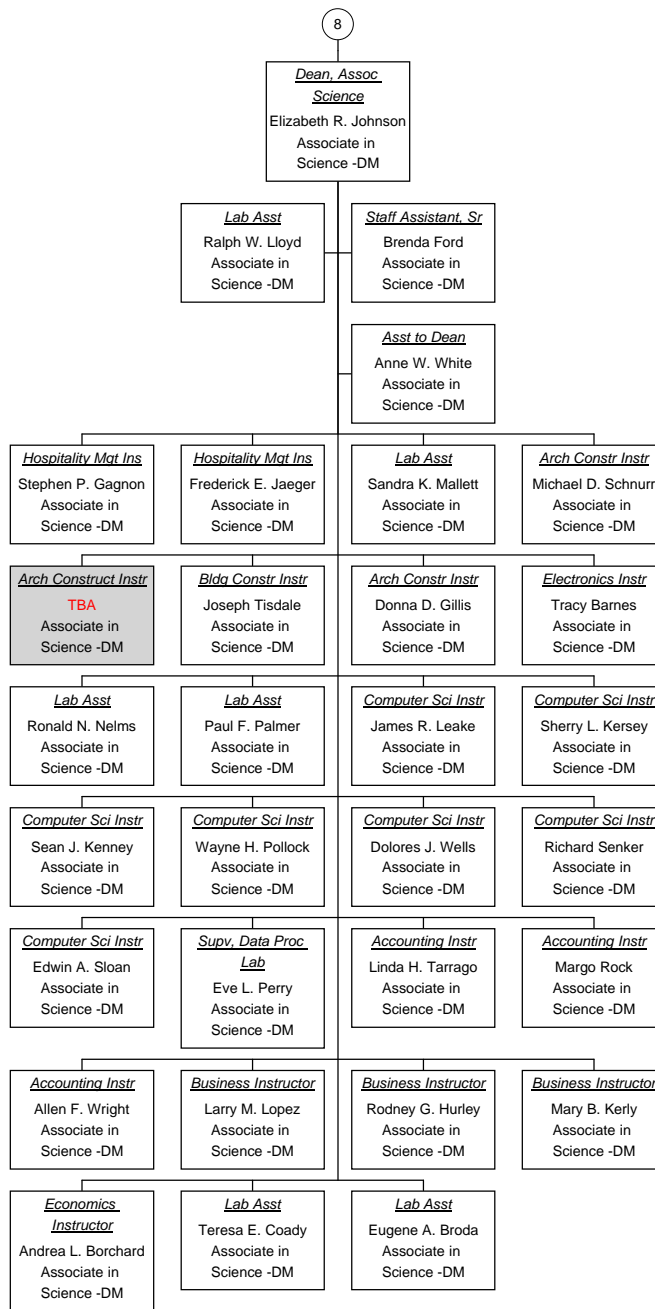 8
Dean, Assoc
Science
Elizabeth R. Johnson
Associate in
Science -DM
Lab Asst
Ralph W. Lloyd
Associate in
Science -DM
Staff Assistant, Sr
Brenda Ford
Associate in
Science -DM
Asst to Dean
Anne W. White
Associate in
Science -DM
Hospitality Mgt Ins
Stephen P. Gagnon
Associate in
Science -DM
Hospitality Mgt Ins
Frederick E. Jaeger
Associate in
Science -DM
Lab Asst
Sandra K. Mallett
Associate in
Science -DM
Arch Constr Instr
Michael D. Schnurr
Associate in
Science -DM
Arch Construct Instr
TBA
Associate in
Science -DM
Bldg Constr Instr
Joseph Tisdale
Associate in
Science -DM
Arch Constr Instr
Donna D. Gillis
Associate in
Science -DM
Electronics Instr
Tracy Barnes
Associate in
Science -DM
Lab Asst
Ronald N. Nelms
Associate in
Science -DM
Lab Asst
Paul F. Palmer
Associate in
Science -DM
Computer Sci Instr
James R. Leake
Associate in
Science -DM
Computer Sci Instr
Sherry L. Kersey
Associate in
Science -DM
Computer Sci Instr
Sean J. Kenney
Associate in
Science -DM
Computer Sci Instr
Wayne H. Pollock
Associate in
Science -DM
Computer Sci Instr
Dolores J. Wells
Associate in
Science -DM
Computer Sci Instr
Richard Senker
Associate in
Science -DM
Computer Sci Instr
Edwin A. Sloan
Associate in
Science -DM
Supv, Data Proc
Lab
Eve L. Perry
Associate in
Science -DM
Accounting Instr
Linda H. Tarrago
Associate in
Science -DM
Accounting Instr
Margo Rock
Associate in
Science -DM
Accounting Instr
Allen F. Wright
Associate in
Science -DM
Business Instructor
Larry M. Lopez
Associate in
Science -DM
Business Instructor
Rodney G. Hurley
Associate in
Science -DM
Business Instructor
Mary B. Kerly
Associate in
Science -DM
Economics
Instructor
Andrea L. Borchard
Associate in
Science -DM
Lab Asst
Teresa E. Coady
Associate in
Science -DM
Lab Asst
Eugene A. Broda
Associate in
Science -DM